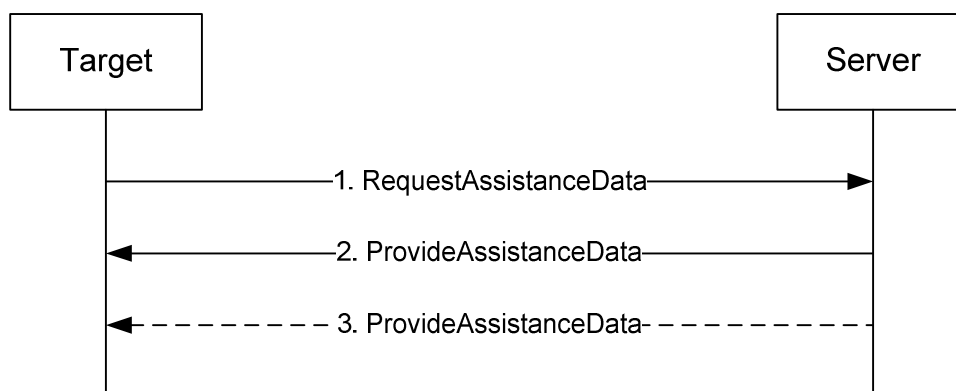 Target
Server
1. RequestAssistanceData
2. ProvideAssistanceData
3. ProvideAssistanceData